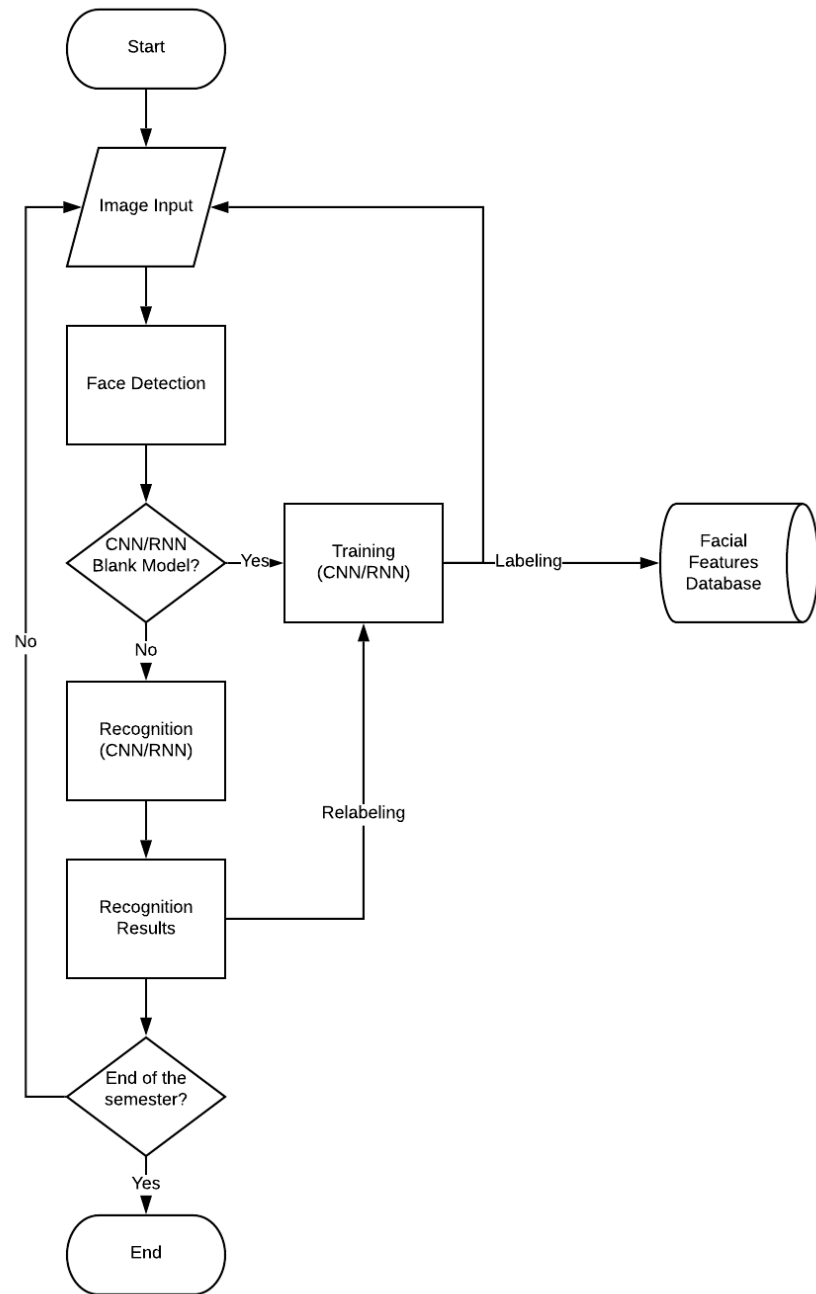 Start
Image Input
Face Detection
CNN/RNN
Blank Model?
Yes
Training
(CNN/RNN)
Labeling
Facial
Features
Database
No
No
Recognition
(CNN/RNN)
Relabeling
Recognition
Results
End of the
semester?
Yes
End